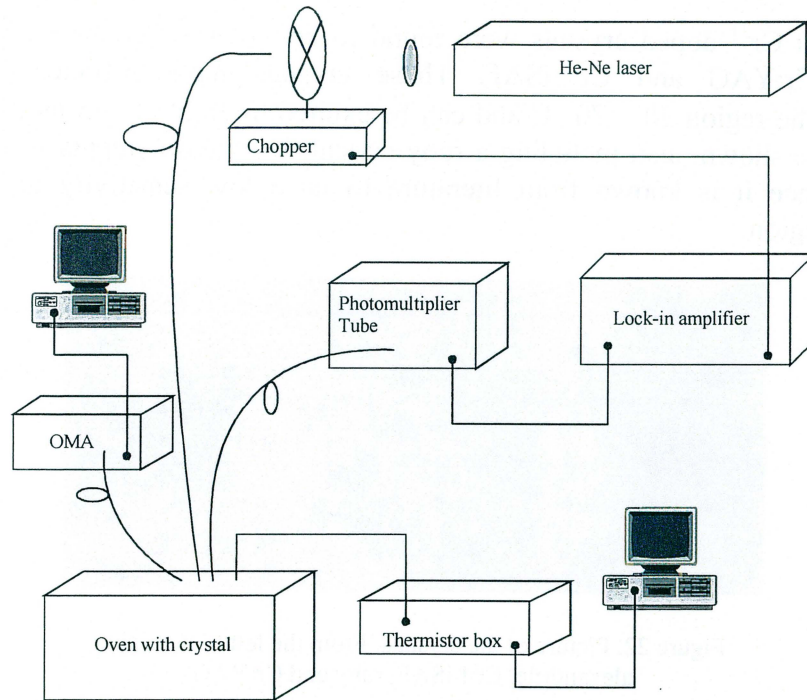 He-Ne laser
Chopper
Photomultiplier
Tube
Lock-in amplifier
OMA
Oven with crystal
Thermistor box